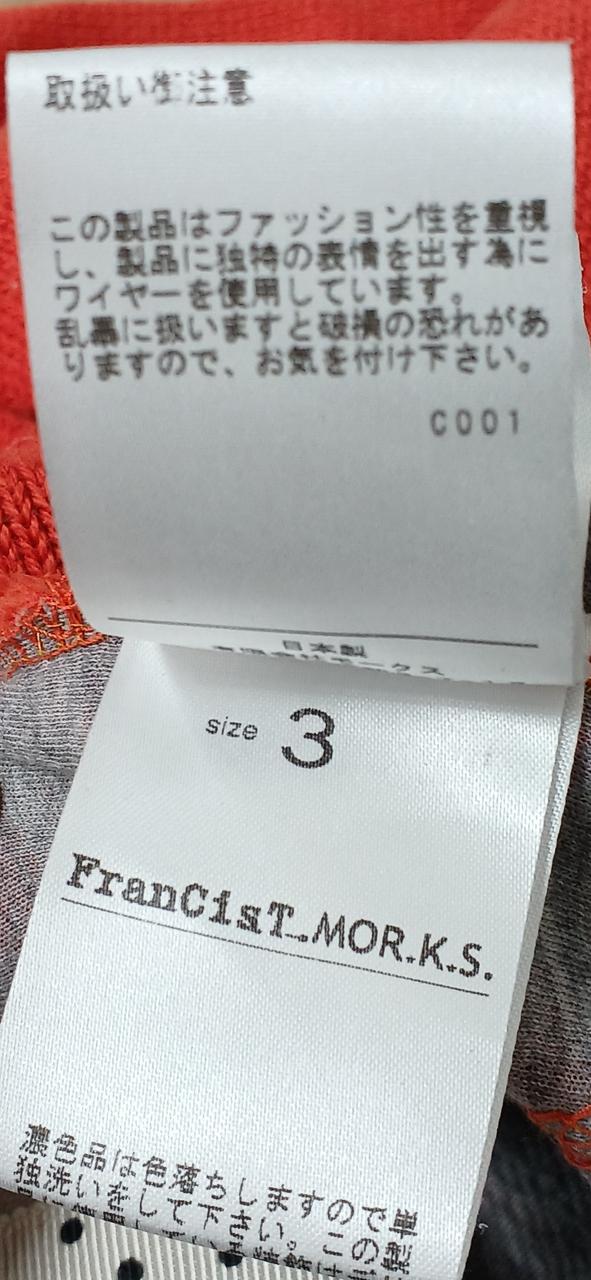 取扱い御注意
この製品はファッション性を重視
し、製品に独特の表情を出す為に
ワイヤーを使用しています。
乱暴に扱いますと破損の恐れがあ
りますので、お気を付け下さい。
C001
日本製
size 3
FranCisT_.MOR.K.S.
濃色品は色落ちしますので単
独洗いをして下さい。この製